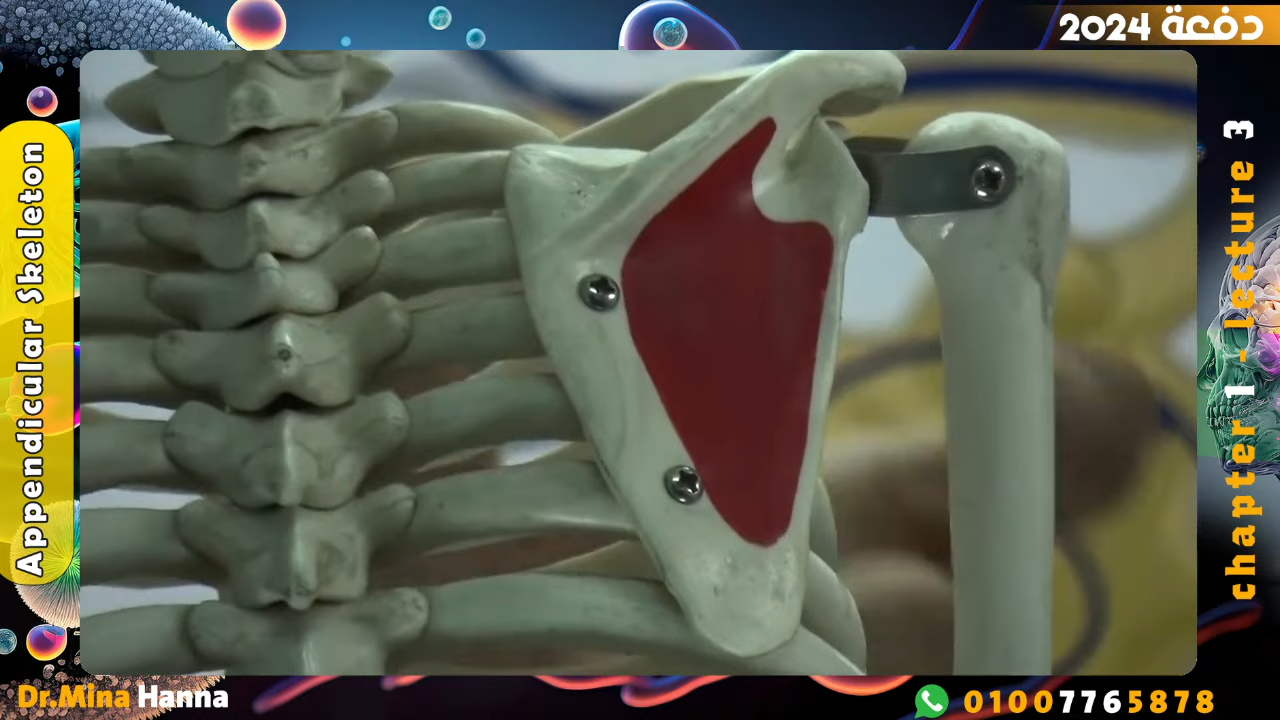 دفعة 2024
Appendicular Skeleton
chapter 1 - lecture 3
Dr.Mina Hanna
01007765878